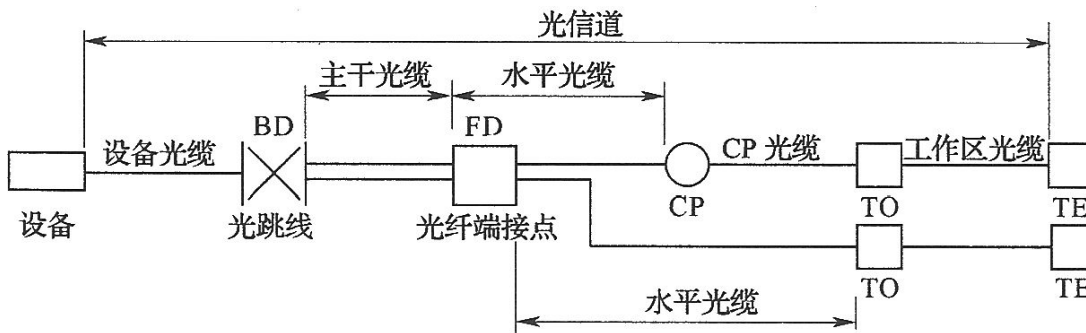 光信道
主干光缆
水平光缆
BD
FD
设备光缆
CP 光缆
工作区光缆
设备
光跳线
光纤端接点
CP
TO
TE
TO
TE
水平光缆